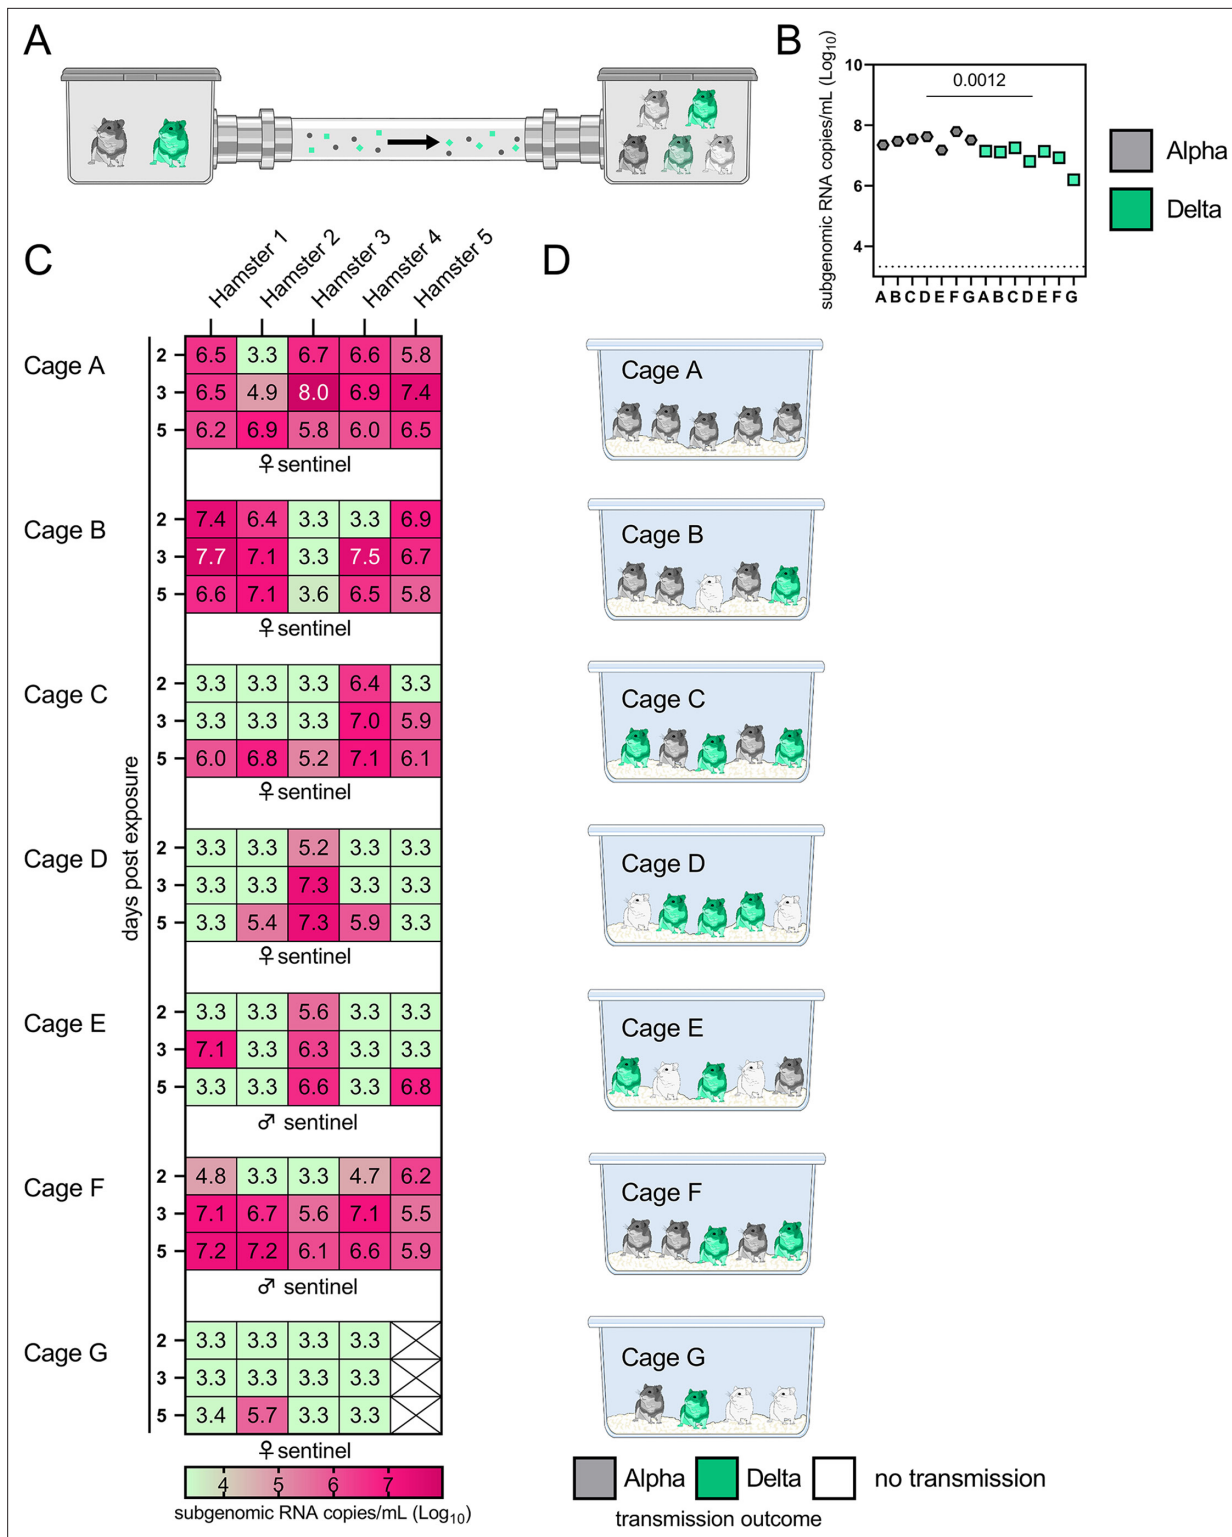 A
B
subgenomic RNA copies/mL (Log10)
10
8
6
4
0.0012
A B C D E F G A B C D E F G
Alpha
Delta
C
Hamster 1
Hamster 2
Hamster 3
Hamster 4
Hamster 5
days post exposure
Cage A
2 6.5 3.3 6.7 6.6 5.8
3 6.5 4.9 8.0 6.9 7.4
5 6.2 6.9 5.8 6.0 6.5
♀ sentinel
Cage B
2 7.4 6.4 3.3 3.3 6.9
3 7.7 7.1 3.3 7.5 6.7
5 6.6 7.1 3.6 6.5 5.8
♀ sentinel
Cage C
2 3.3 3.3 3.3 6.4 3.3
3 3.3 3.3 3.3 7.0 5.9
5 6.0 6.8 5.2 7.1 6.1
♀ sentinel
Cage D
2 3.3 3.3 5.2 3.3 3.3
3 3.3 3.3 7.3 3.3 3.3
5 3.3 5.4 7.3 5.9 3.3
♀ sentinel
Cage E
2 3.3 3.3 5.6 3.3 3.3
3 7.1 3.3 6.3 3.3 3.3
5 3.3 3.3 6.6 3.3 6.8
♂ sentinel
Cage F
2 4.8 3.3 3.3 4.7 6.2
3 7.1 6.7 5.6 7.1 5.5
5 7.2 7.2 6.1 6.6 5.9
♂ sentinel
Cage G
2 3.3 3.3 3.3 3.3
3 3.3 3.3 3.3 3.3
5 3.4 5.7 3.3 3.3
♀ sentinel
4 5 6 7
subgenomic RNA copies/mL (Log10)
D
Cage A
Cage B
Cage C
Cage D
Cage E
Cage F
Cage G
Alpha
Delta
no transmission
transmission outcome